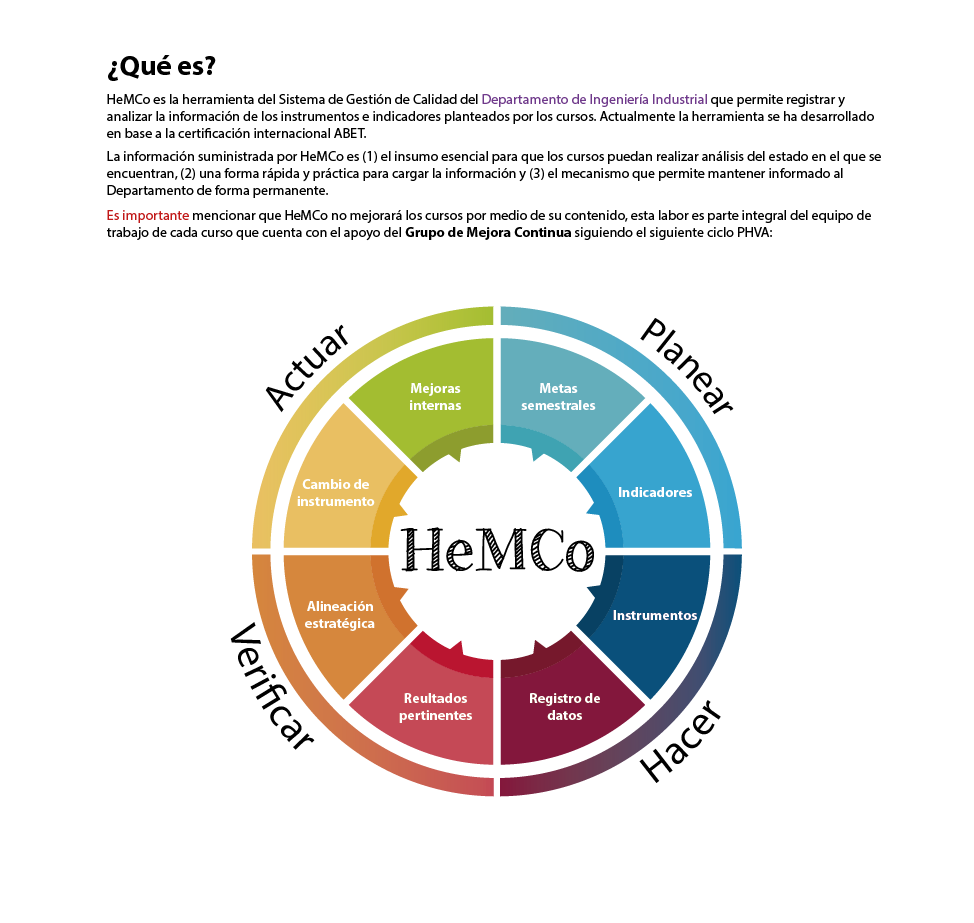 ¿Qué es?
HeMCo es la herramienta del Sistema de Gestión de Calidad del Departamento de Ingeniería Industrial que permite registrar y
analizar la información de los instrumentos e indicadores planteados por los cursos. Actualmente la herramienta se ha desarrollado
en base a la certificación internacional ABET.
La información suministrada por HeMCo es (1) el insumo esencial para que los cursos puedan realizar análisis del estado en el que se
encuentran, (2) una forma rápida y práctica para cargar la información y (3) el mecanismo que permite mantener informado al
Departamento de forma permanente.
Es importante mencionar que HeMCo no mejorará los cursos por medio de su contenido, esta labor es parte integral del equipo de
trabajo de cada curso que cuenta con el apoyo del Grupo de Mejora Continua siguiendo el siguiente ciclo PHVA:
Planear
Metas
semestrales
Indicadores
Hacer
Instrumentos
Registro de
datos
Verificar
Reultados
pertinentes
Alineación
estratégica
Actuar
Cambio de
instrumento
Mejoras
internas
HeMCo